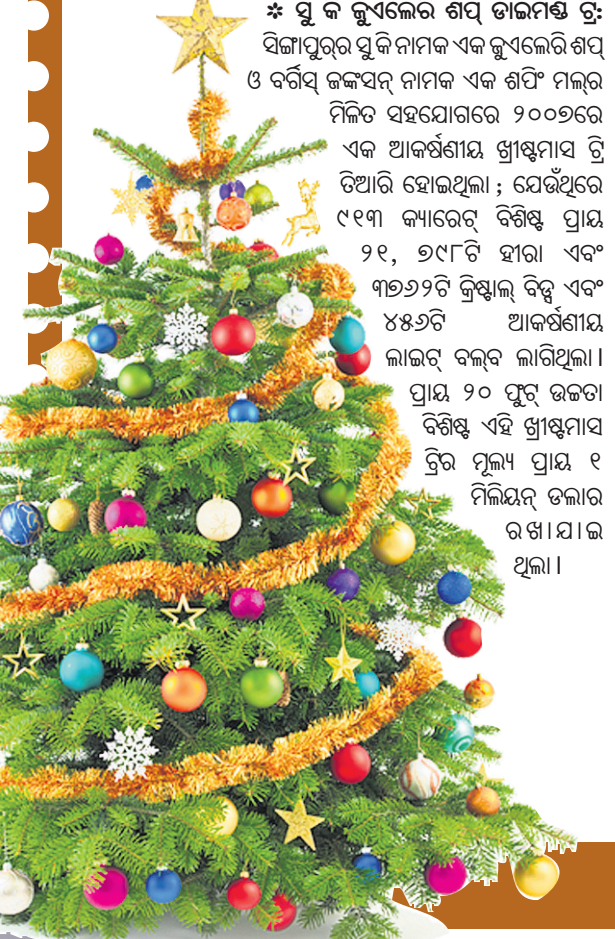 ✻ ସୁ କି ଜୁଏଲେରି ଶପ୍ ଡାଇମଣ୍ଡ ଟ୍ରି:
ସିଙ୍ଗାପୁର୍‌ର ସୁ କି ନାମକ ଏକ ଜୁଏଲେରି ଶପ୍
ଓ ବର୍ଗିସ୍ ଜଙ୍କସନ୍ ନାମକ ଏକ ଶପିଂ ମଲ୍‌ର
ମିଳିତ ସହଯୋଗରେ ୨୦୦୭ରେ
ଏକ ଆକର୍ଷଣୀୟ ଖ୍ରୀଷ୍ଟମାସ ଟ୍ରି
ତିଆରି ହୋଇଥିଲା ; ଯେଉଁଥିରେ
୯୧୩ କ୍ୟାରେଟ୍ ବିଶିଷ୍ଟ ପ୍ରାୟ
୨୧, ୭୯୮ଟି ହୀରା ଏବଂ
୩୭୬୨ଟି କ୍ରିଷ୍ଟାଲ୍ ବିଡ୍ସ ଏବଂ
୪୫୬ଟି ଆକର୍ଷଣୀୟ
ଲାଇଟ୍ ବଲ୍‌ବ ଲାଗିଥିଲା।
ପ୍ରାୟ ୨୦ ଫୁଟ୍ ଉଚ୍ଚତା
ବିଶିଷ୍ଟ ଏହି ଖ୍ରୀଷ୍ଟମାସ
ଟ୍ରିର ମୂଲ୍ୟ ପ୍ରାୟ ୧
ମିଲିୟନ୍ ଡଲାର
ରଖାଯାଇ
ଥିଲା।